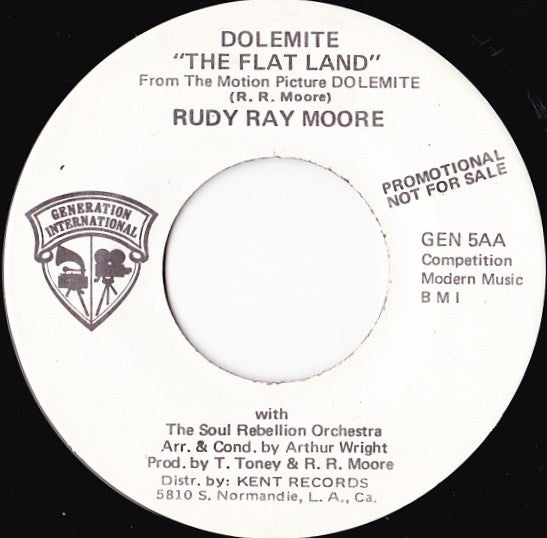 DOLEMITE
"THE FLAT LAND"
From The Motion Picture DOLEMITE
(R. R. Moore)
RUDY RAY MOORE
PROMOTIONAL
NOT FOR SALE
GENERATION
INTERNATIONAL
GEN 5AA
Competition
Modern Music
B M I
with
The Soul Rebellion Orchestra
Arr. & Cond. by Arthur Wright
Prod. by T. Toney & R. R. Moore
Distr. by: KENT RECORDS
5810 S. Normandie, L. A., Ca.